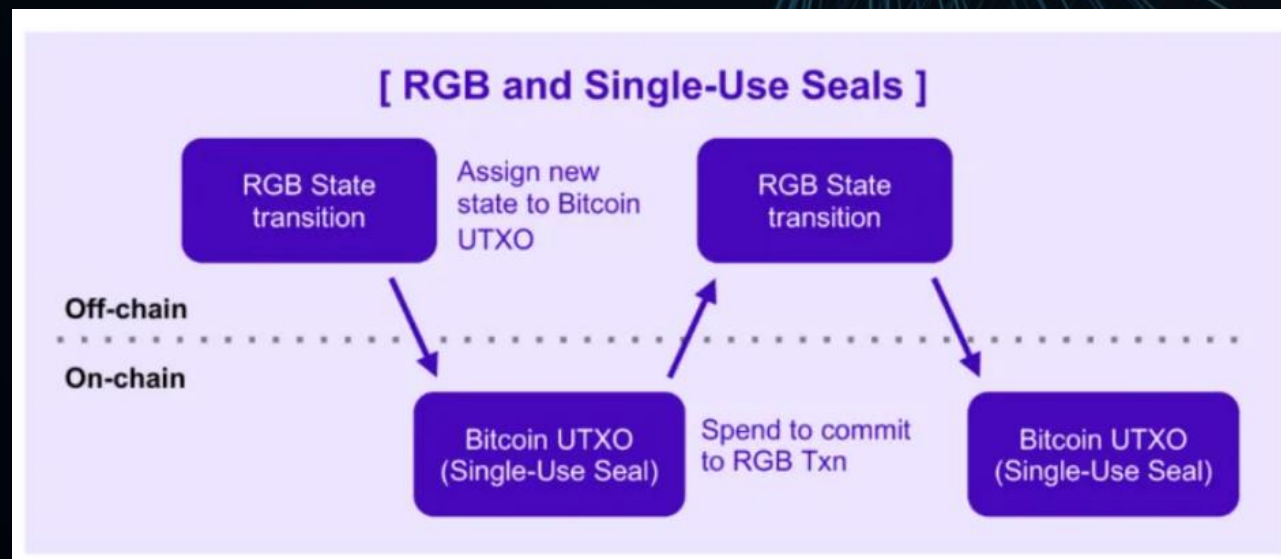 [ RGB and Single-Use Seals ]
RGB State
transition
Assign new
state to Bitcoin
UTXO
RGB State
transition
Off-chain
On-chain
Bitcoin UTXO
(Single-Use Seal)
Spend to commit
to RGB Txn
Bitcoin UTXO
(Single-Use Seal)